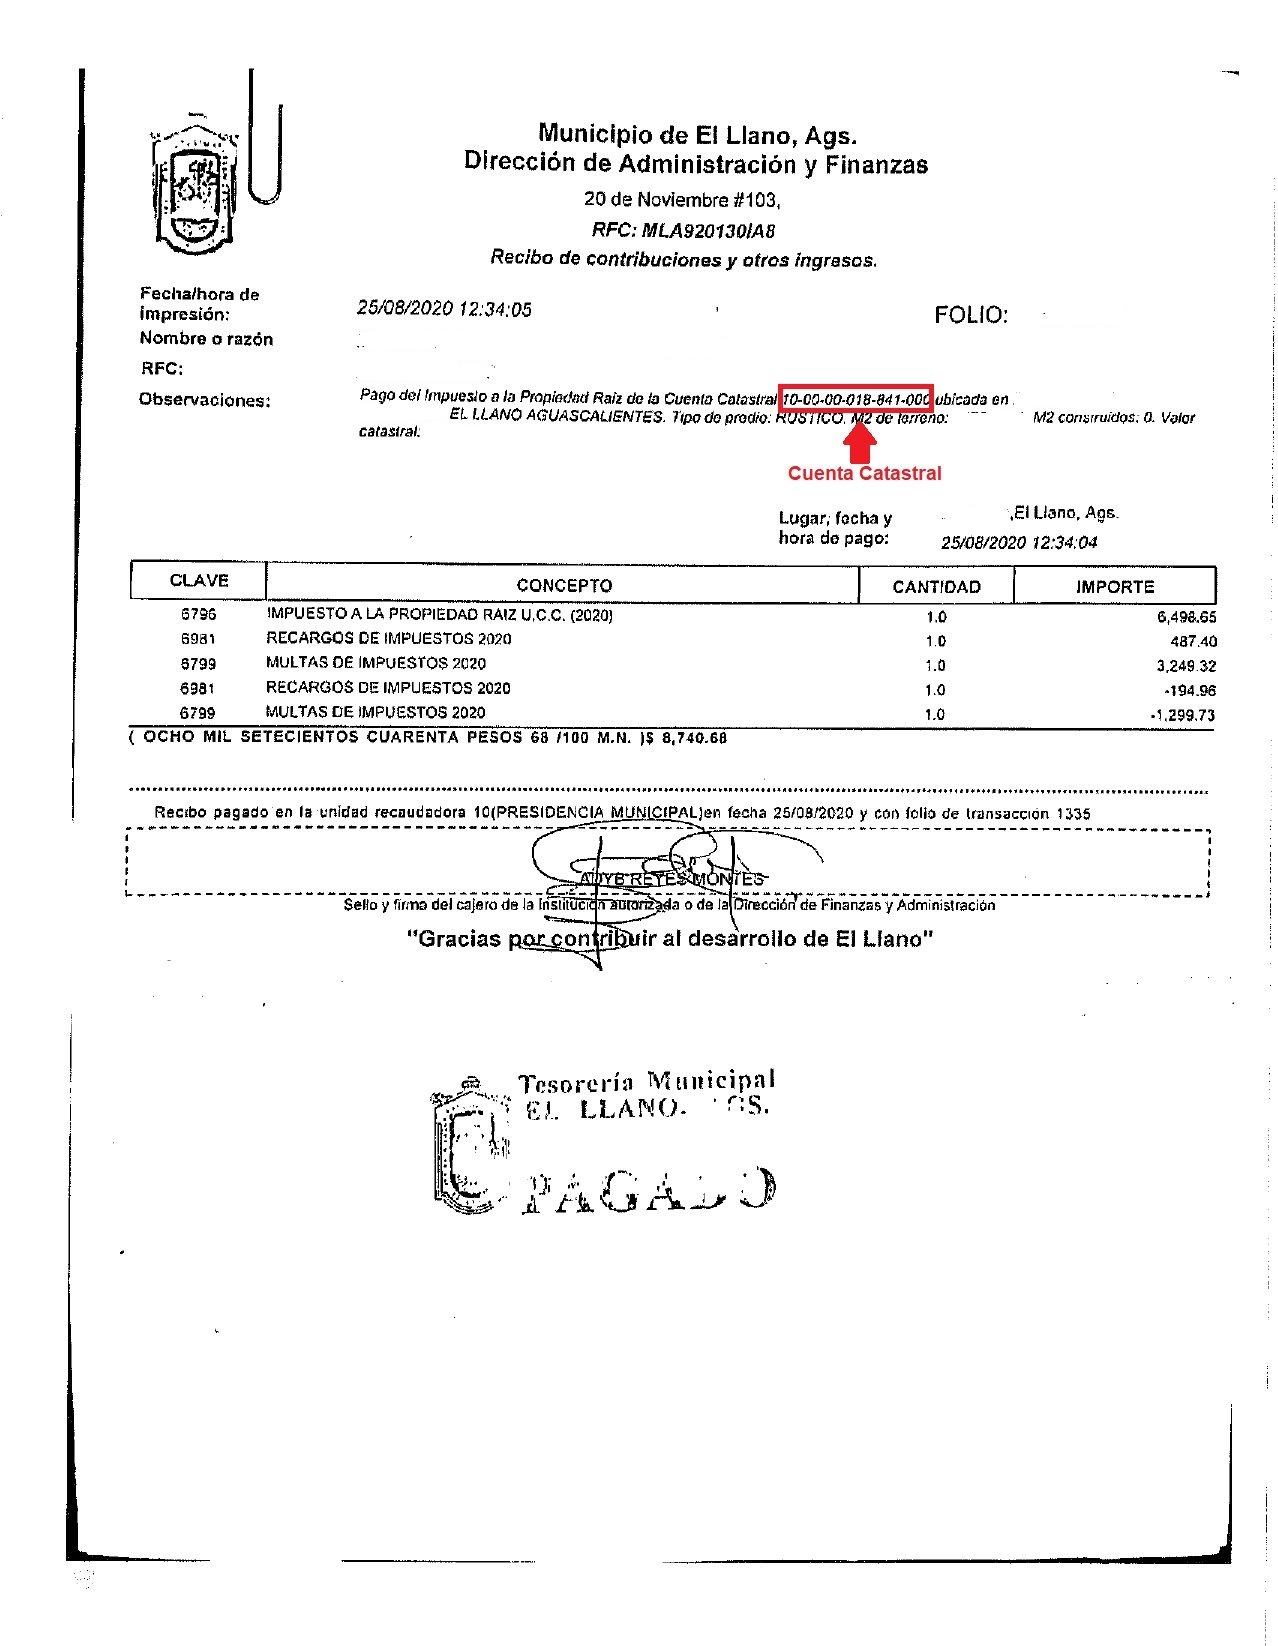 Municipio de El Llano, Ags.
Dirección de Administración y Finanzas
20 de Noviembre #103,
RFC: MLA920130IA8
Recibo de contribuciones y otros ingresos.
Fecha/hora de impresión: 25/08/2020 12:34:05 FOLIO:
Nombre o razón
RFC:
Observaciones: Pago del Impuesto a la Propiedad Raiz de la Cuenta Catastral 10-00-00-018-841-000 ubicada en
EL LLANO AGUASCALIENTES. Tipo de predio: RUSTICO. M2 de terreno: M2 construidos: 0. Valor
catastral:
Cuenta Catastral
Lugar, fecha y hora de pago: ,El Llano, Ags.
25/08/2020 12:34:04
CLAVE CONCEPTO CANTIDAD IMPORTE
6796 IMPUESTO A LA PROPIEDAD RAIZ U.C.C. (2020) 1.0 6,498.65
6981 RECARGOS DE IMPUESTOS 2020 1.0 487.40
6799 MULTAS DE IMPUESTOS 2020 1.0 3,249.32
6981 RECARGOS DE IMPUESTOS 2020 1.0 -194.96
6799 MULTAS DE IMPUESTOS 2020 1.0 -1,299.73
( OCHO MIL SETECIENTOS CUARENTA PESOS 68 /100 M.N. )$ 8,740.68
Recibo pagado en la unidad recaudadora 10(PRESIDENCIA MUNICIPAL)en fecha 25/08/2020 y con folio de transacción 1335
REYES MONTES
Sello y firma del cajero de la Institución autorizada o de la Dirección de Finanzas y Administración
"Gracias por contribuir al desarrollo de El Llano"
Tesorería Municipal
EL LLANO. GS.
PAGADO